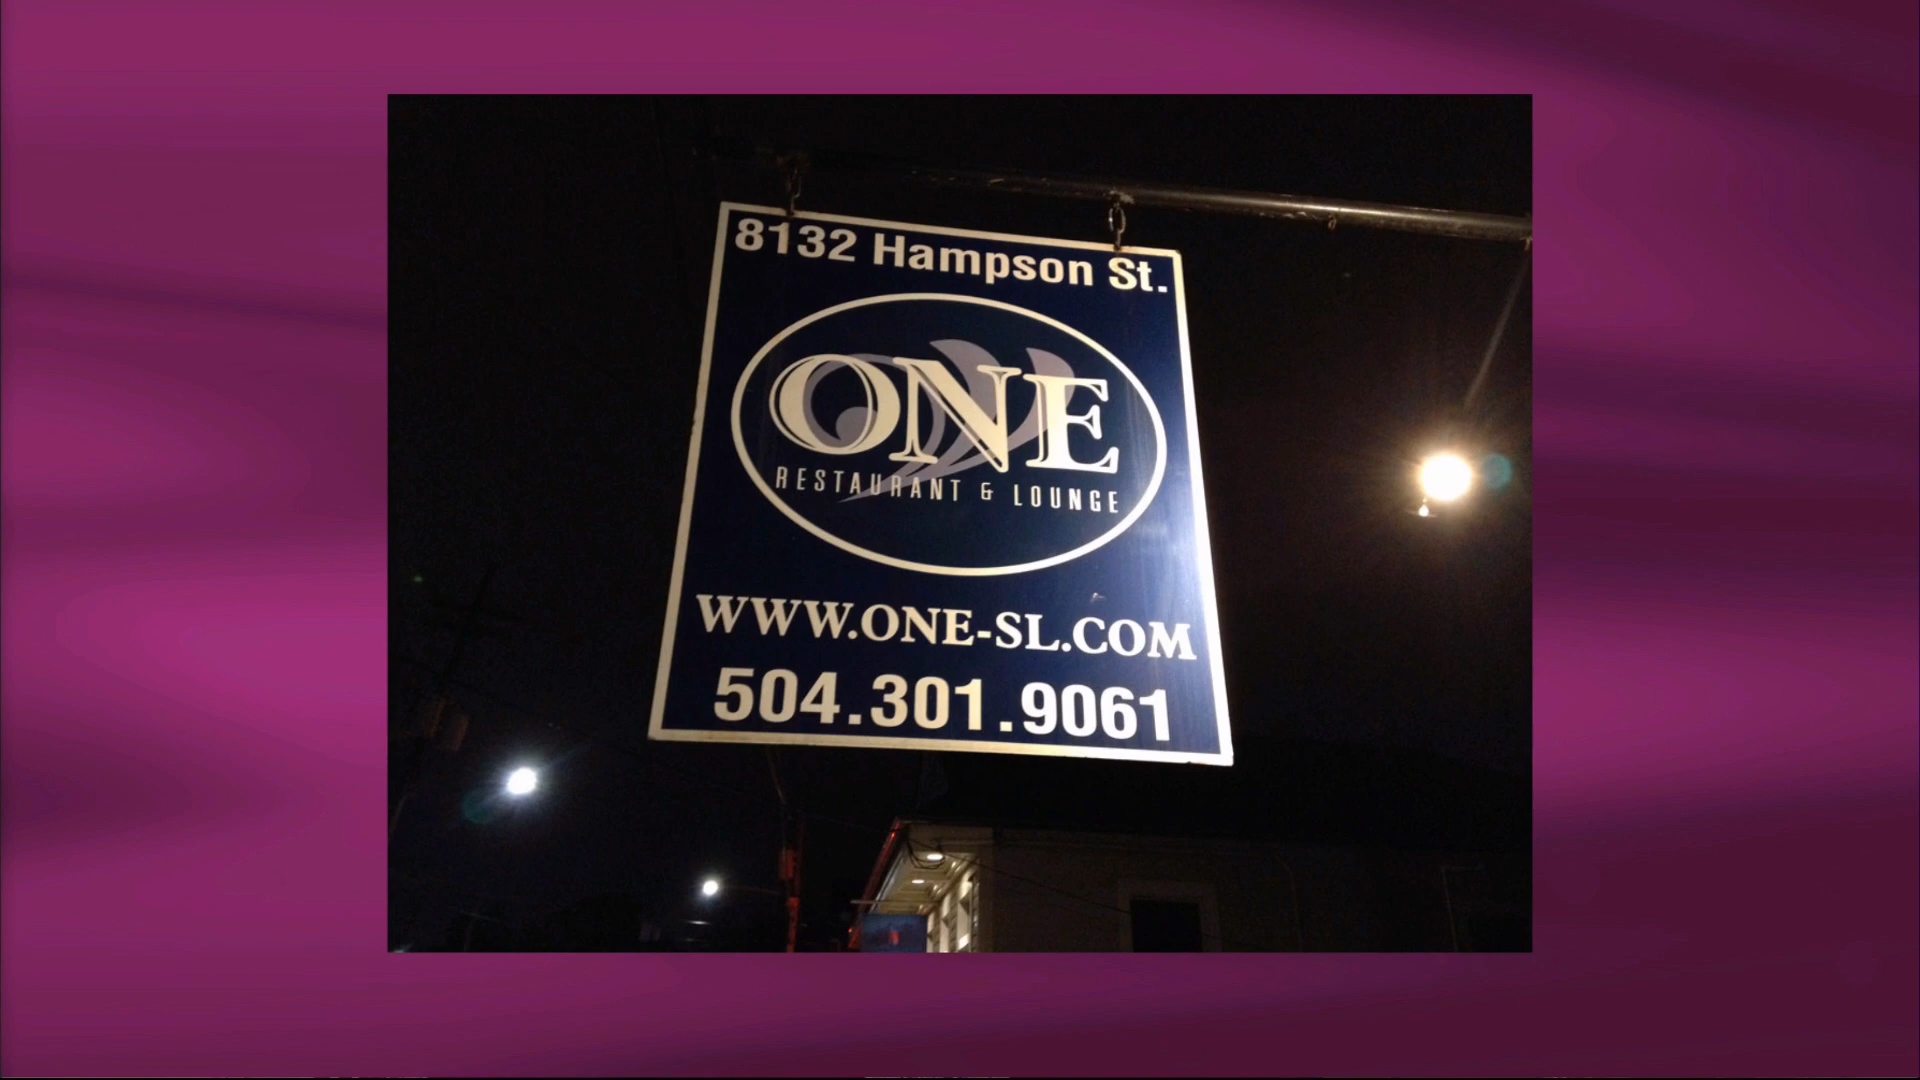 8132 Hampson St.
ONE
RESTAURANT & LOUNGE
WWW.ONE-SL.COM
504.301.9061